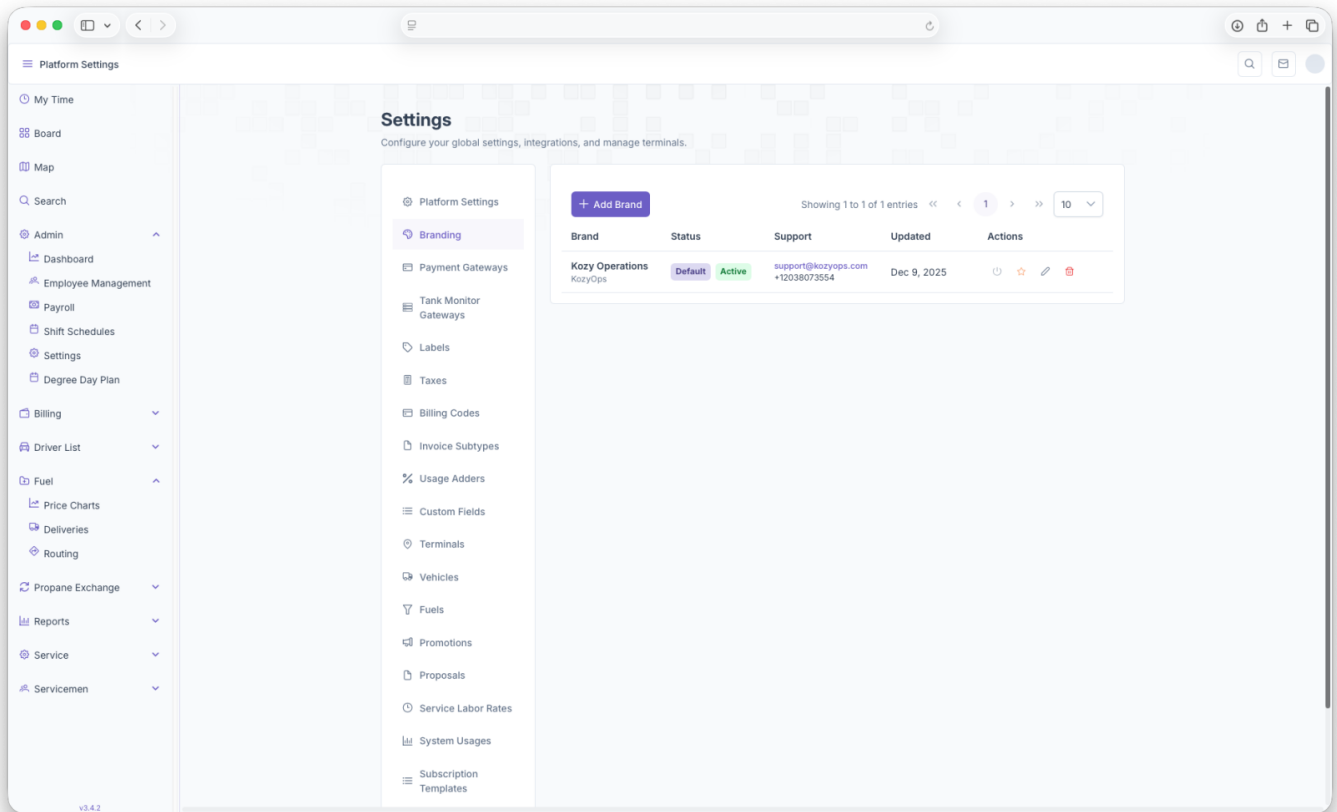 Platform Settings
My Time
Board
Map
Search
Admin
Dashboard
Employee Management
Payroll
Shift Schedules
Settings
Degree Day Plan
Billing
Driver List
Fuel
Price Charts
Deliveries
Routing
Propane Exchange
Reports
Service
Servicemen
v3.4.2
Settings
Configure your global settings, integrations, and manage terminals.
Platform Settings
Branding
Payment Gateways
Tank Monitor
Gateways
Labels
Taxes
Billing Codes
Invoice Subtypes
Usage Adders
Custom Fields
Terminals
Vehicles
Fuels
Promotions
Proposals
Service Labor Rates
System Usages
Subscription
Templates
+ Add Brand Showing 1 to 1 of 1 entries « ‹ 1 › » 10
Brand Status Support Updated Actions
Kozy Operations Default Active support@kozyops.com Dec 9, 2025
KozyOps +12038073554